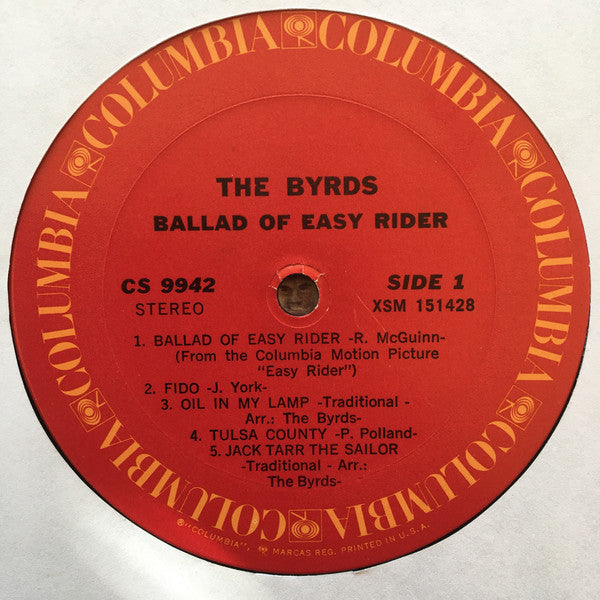 COLUMBIA COLUMBIA COLUMBIA COLUMBIA COLUMBIA COLUMBIA
THE BYRDS
BALLAD OF EASY RIDER
CS 9942
SIDE 1
STEREO
XSM 151428
1. BALLAD OF EASY RIDER -R. McGuinn-
(From the Columbia Motion Picture
"Easy Rider")
2. FIDO -J. York-
3. OIL IN MY LAMP -Traditional -
Arr.: The Byrds-
4. TULSA COUNTY -P. Polland-
5. JACK TARR THE SAILOR
-Traditional - Arr.:
The Byrds-
® "COLUMBIA", MARCAS REG. PRINTED IN U.S.A.